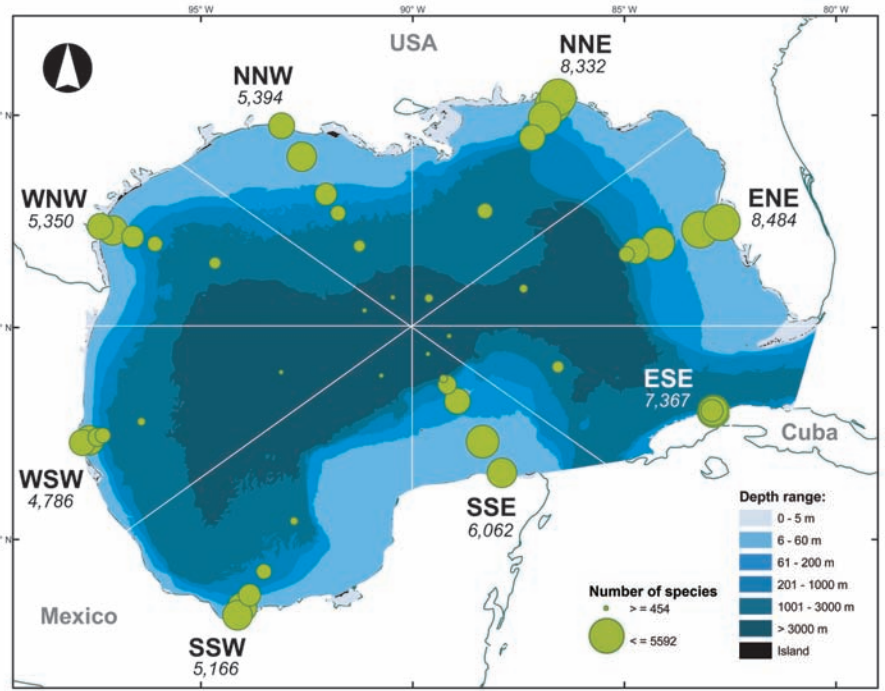 95° W
90° W
85° W
80° W
USA
NNW
5,394
NNE
8,332
WNW
5,350
ENE
8,484
ESE
7,367
Cuba
WSW
4,786
SSE
6,062
Mexico
SSW
5,166
Number of species
> = 454
< = 5592
Depth range:
0 - 5 m
6 - 60 m
61 - 200 m
201 - 1000 m
1001 - 3000 m
> 3000 m
Island
° N
° N
° N